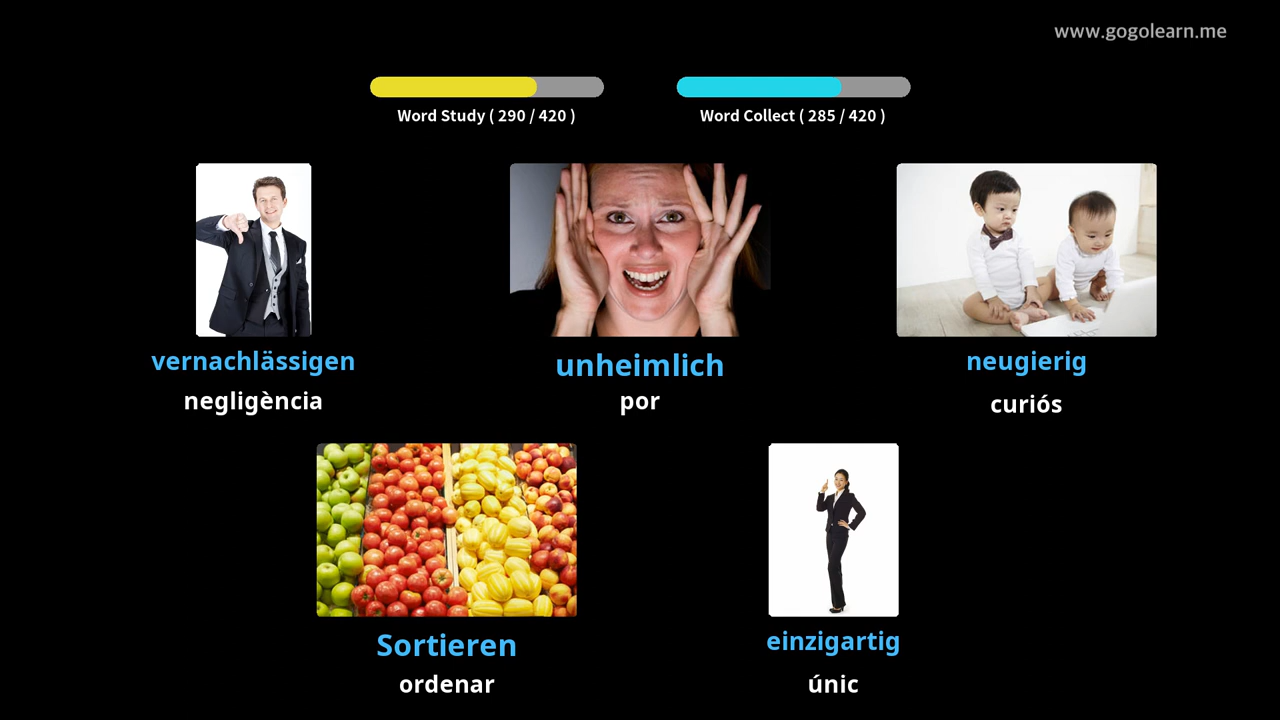 www.gogolearn.me
Word Study ( 290 / 420 )
Word Collect ( 285 / 420 )
vernachlässigen
negligència
unheimlich
por
neugierig
curiós
Sortieren
ordenar
einzigartig
únic